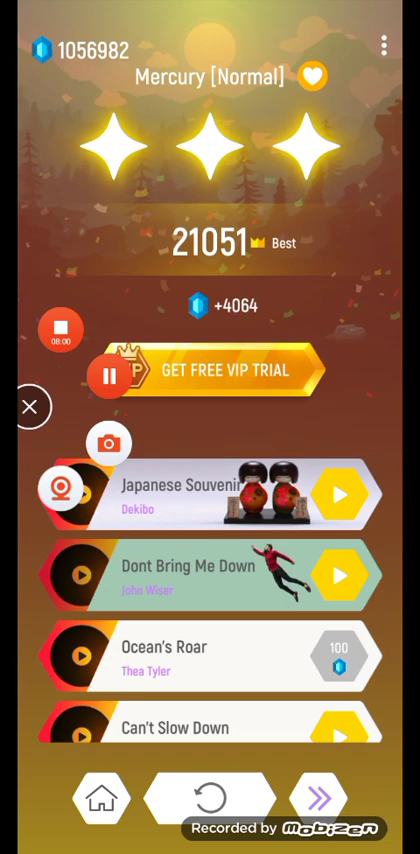 1056982
Mercury [Normal]
21051 Best
+4064
08:00
GET FREE VIP TRIAL
Japanese Souvenir
Dekibo
Dont Bring Me Down
John Wiser
Ocean's Roar
100
Thea Tyler
Can't Slow Down
Recorded by mobizen